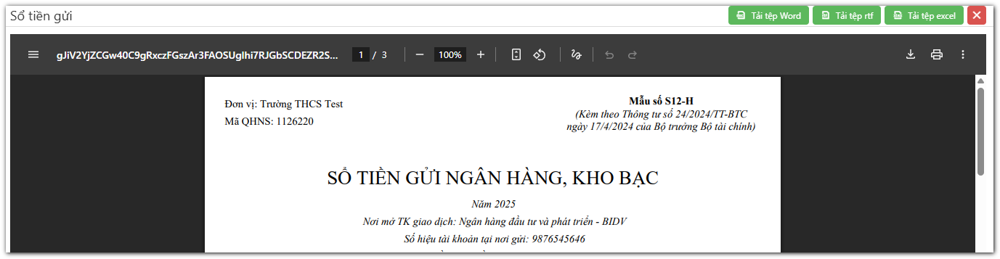 Sổ tiền gửi
Tải tệp Word
Tải tệp rtf
Tải tệp excel
gJiV2YjZCGw40C9gRxczFGszAr3FAOSUgIhi7RJGbSCDEZR2S...
1 / 3
100%
Đơn vị: Trường THCS Test
Mã QHNS: 1126220
Mẫu số S12-H
(Kèm theo Thông tư số 24/2024/TT-BTC
ngày 17/4/2024 của Bộ trưởng Bộ tài chính)
SỔ TIỀN GỬI NGÂN HÀNG, KHO BẠC
Năm 2025
Nơi mở TK giao dịch: Ngân hàng đầu tư và phát triển - BIDV
Số hiệu tài khoản tại nơi gửi: 9876545646